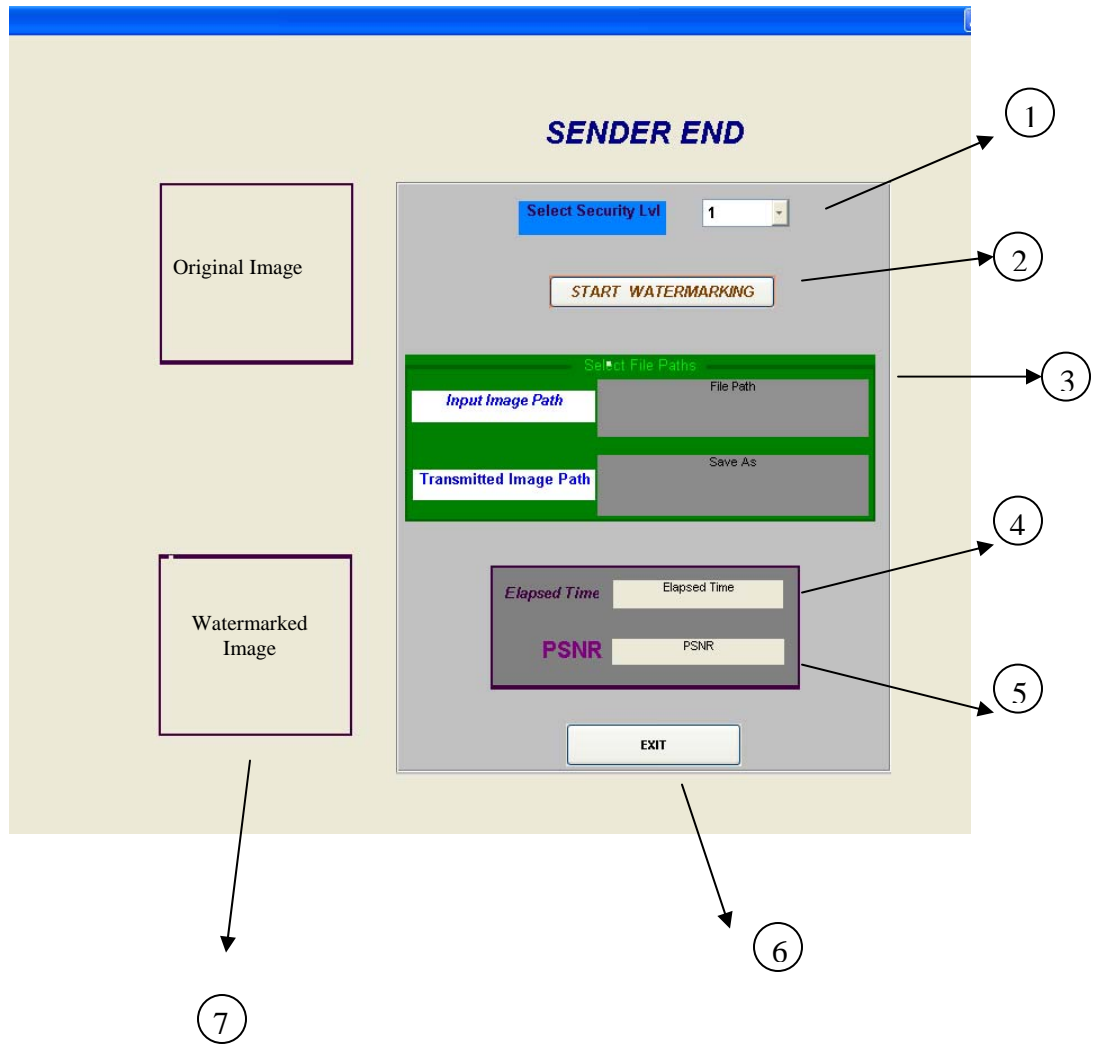 SENDER END
1
Select Security Lvl
1
Original Image
START WATERMARKING
2
Select File Paths
3
Input Image Path
File Path
Transmitted Image Path
Save As
4
Elapsed Time
Elapsed Time
Watermarked
Image
PSNR
PSNR
5
EXIT
6
7